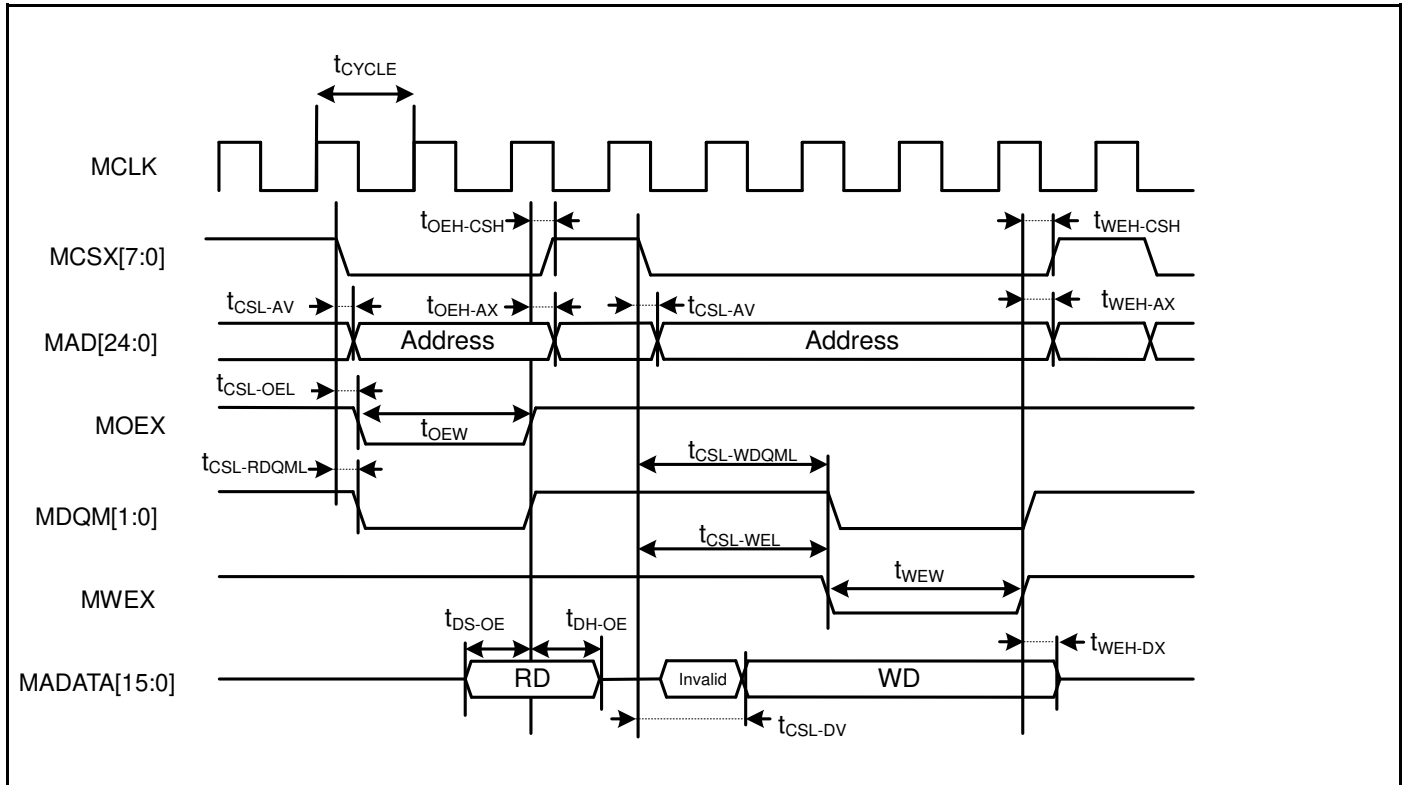 tCYCLE
MCLK
tOEH-CSH
tWEH-CSH
MCSX[7:0]
tCSL-AV
tOEH-AX
tCSL-AV
tWEH-AX
MAD[24:0]
Address
Address
tCSL-OEL
MOEX
tOEW
tCSL-RDQML
tCSL-WDQML
MDQM[1:0]
tCSL-WEL
MWEX
tWEW
tDS-OE
tDH-OE
tWEH-DX
MADATA[15:0]
RD
Invalid
WD
tCSL-DV